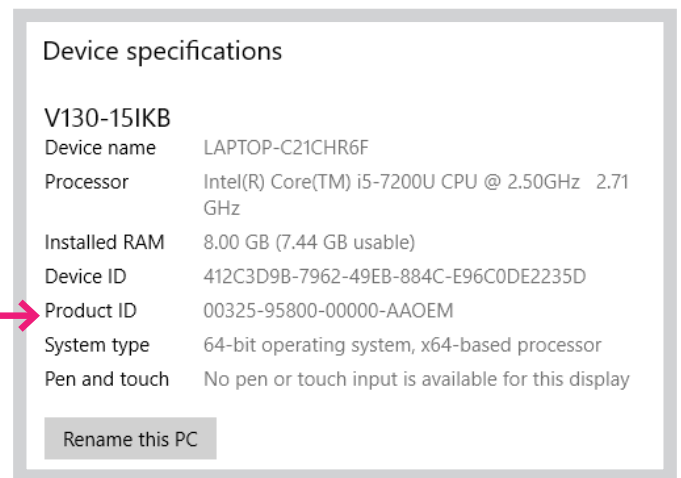 Device specifications
V130-15IKB
Device name LAPTOP-C21CHR6F
Processor Intel(R) Core(TM) i5-7200U CPU @ 2.50GHz 2.71
GHz
Installed RAM 8.00 GB (7.44 GB usable)
Device ID 412C3D9B-7962-49EB-884C-E96C0DE2235D
Product ID 00325-95800-00000-AAOEM
System type 64-bit operating system, x64-based processor
Pen and touch No pen or touch input is available for this display
Rename this PC